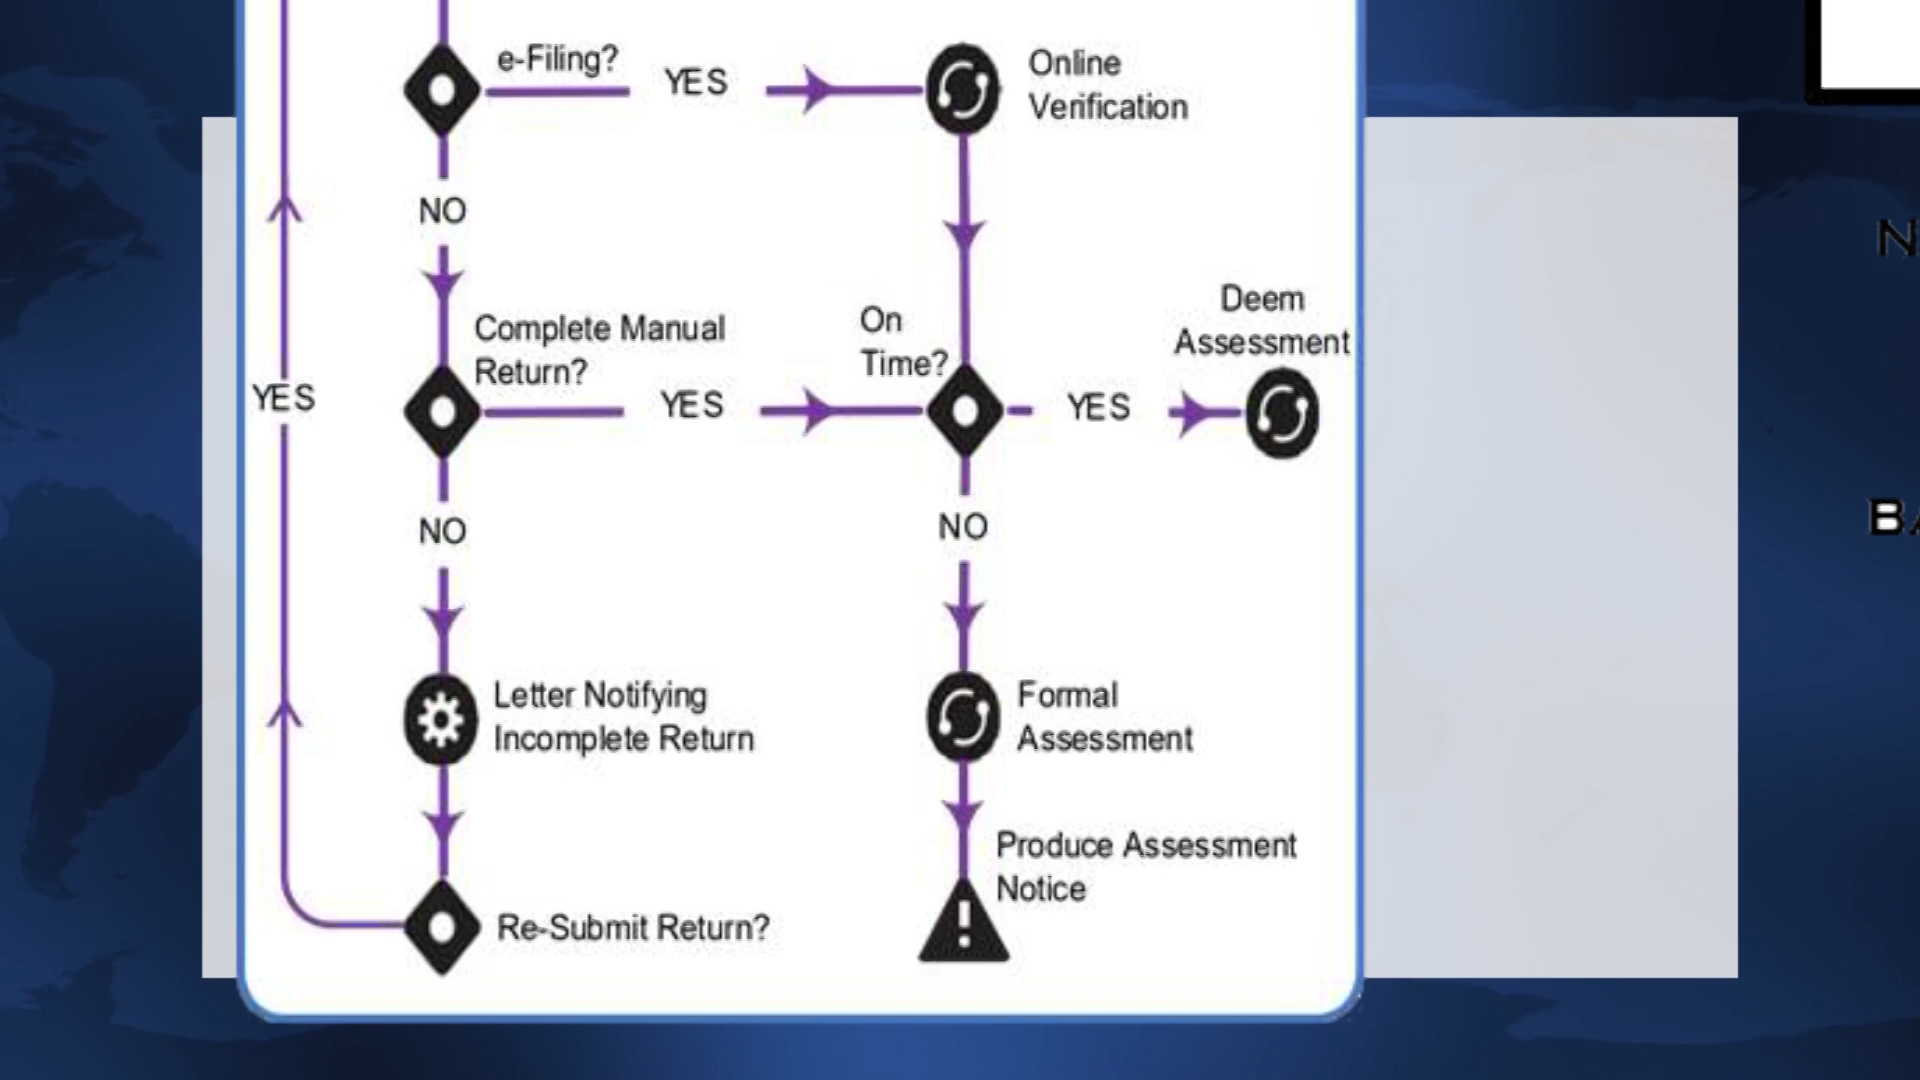 e-Filing?
YES
Online
Verification
NO
Complete Manual
Return?
YES
On
Time?
YES
Deem
Assessment
YES
NO
NO
Letter Notifying
Incomplete Return
Formal
Assessment
Produce Assessment
Notice
Re-Submit Return?